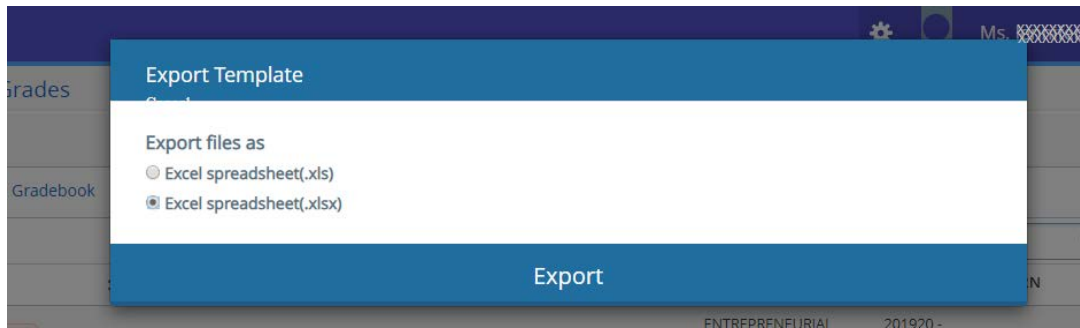 Ms.
Export Template
Grades
Export files as
Excel spreadsheet(.xls)
Gradebook
Excel spreadsheet(.xlsx)
Export
ENTREPRENEURIAL 201920 -